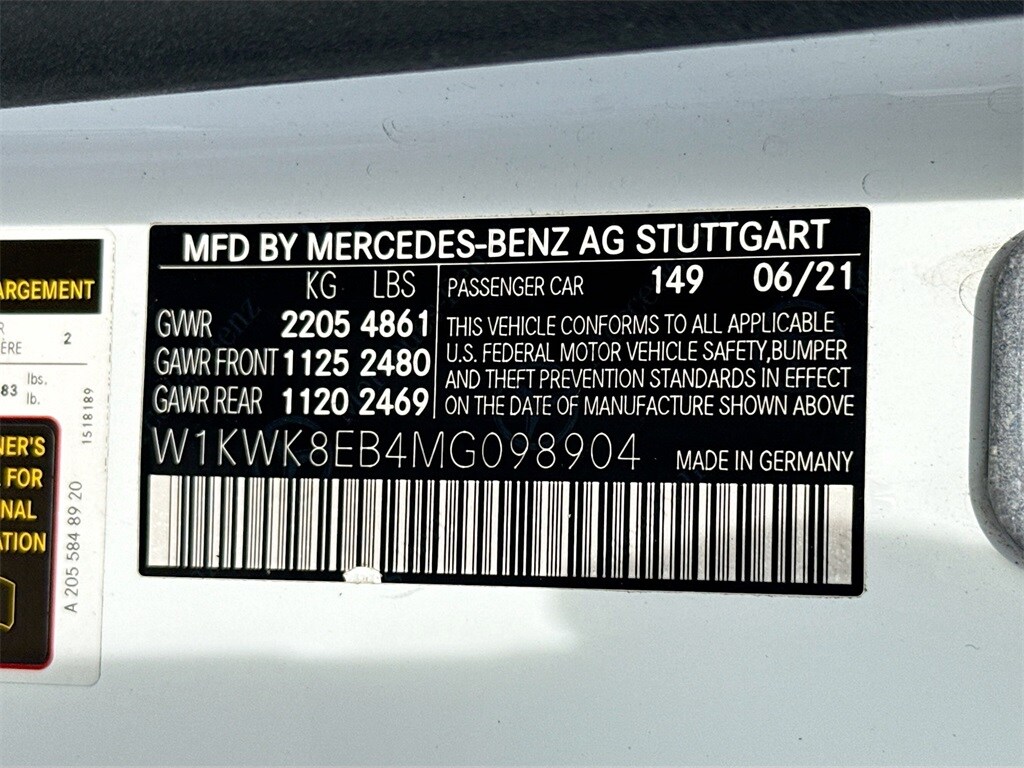 MFD BY MERCEDES-BENZ AG STUTTGART
KG LBS
GVWR 2205 4861
GAWR FRONT 1125 2480
GAWR REAR 1120 2469
PASSENGER CAR 149 06/21
THIS VEHICLE CONFORMS TO ALL APPLICABLE
U.S. FEDERAL MOTOR VEHICLE SAFETY,BUMPER
AND THEFT PREVENTION STANDARDS IN EFFECT
ON THE DATE OF MANUFACTURE SHOWN ABOVE
W1KWK8EB4MG098904 MADE IN GERMANY
ARGEMENT
R
ÈRE 2
83 lbs.
lb.
1518189
NER'S
FOR
NAL
ATION
A 205 584 89 20